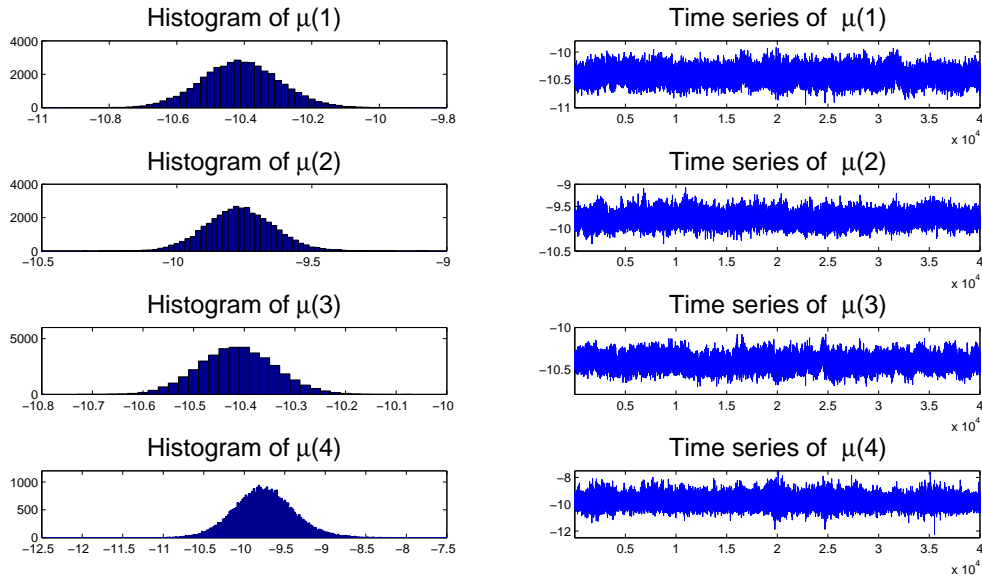 Histogram of μ(1)
4000
2000
0
−11 −10.8 −10.6 −10.4 −10.2 −10 −9.8
Time series of μ(1)
−10
−10.5
−11
0.5 1 1.5 2 2.5 3 3.5 4
x 10^4
Histogram of μ(2)
4000
2000
0
−10.5 −10 −9.5 −9
Time series of μ(2)
−9
−9.5
−10
−10.5
0.5 1 1.5 2 2.5 3 3.5 4
x 10^4
Histogram of μ(3)
5000
0
−10.8 −10.7 −10.6 −10.5 −10.4 −10.3 −10.2 −10.1 −10
Time series of μ(3)
−10
−10.5
0.5 1 1.5 2 2.5 3 3.5 4
x 10^4
Histogram of μ(4)
1000
500
0
−12.5 −12 −11.5 −11 −10.5 −10 −9.5 −9 −8.5 −8 −7.5
Time series of μ(4)
−8
−10
−12
0.5 1 1.5 2 2.5 3 3.5 4
x 10^4